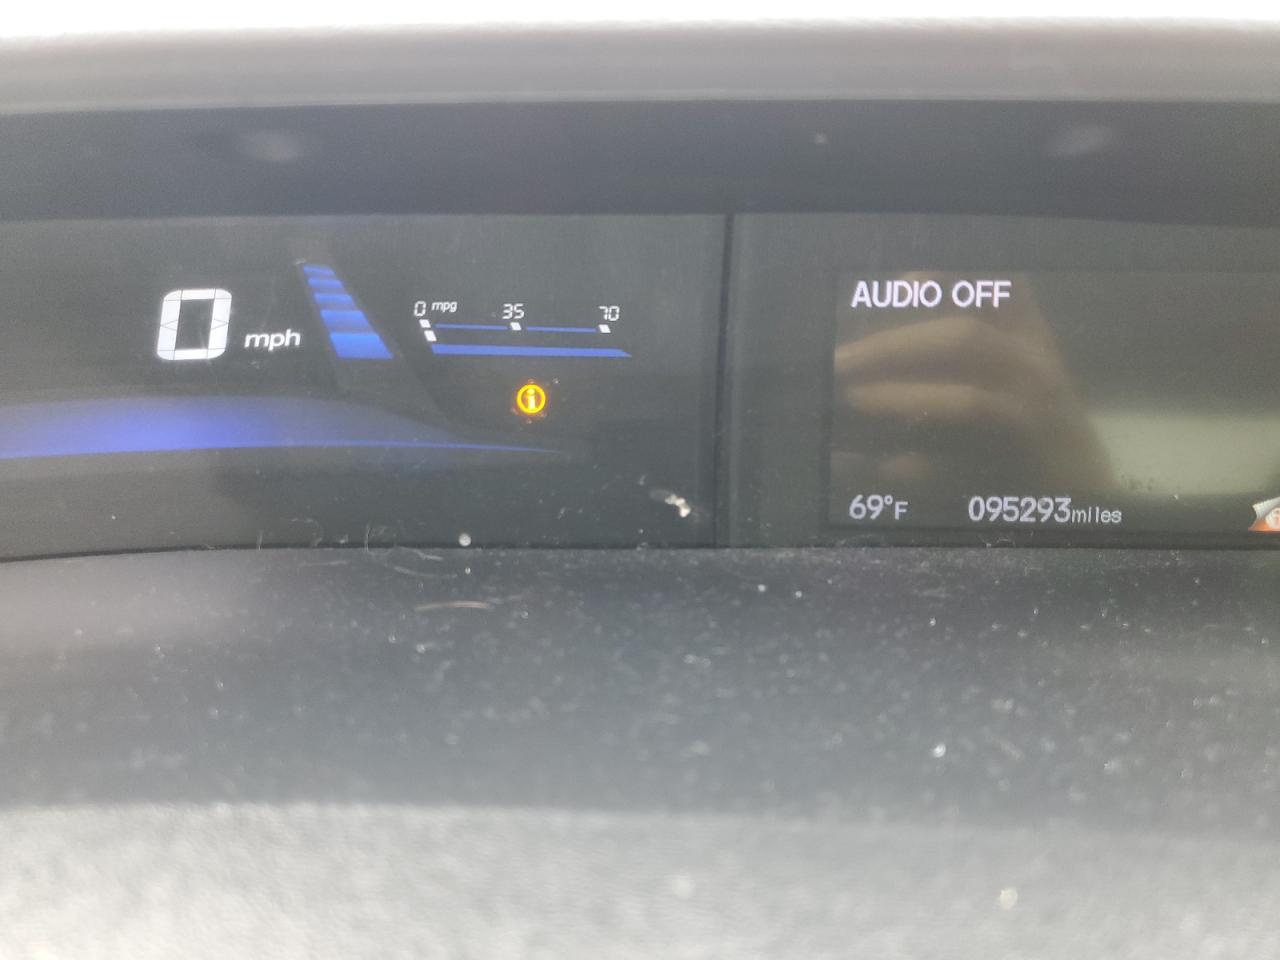 0 mph
0 mpg 35 70
i
AUDIO OFF
69°F 095293miles